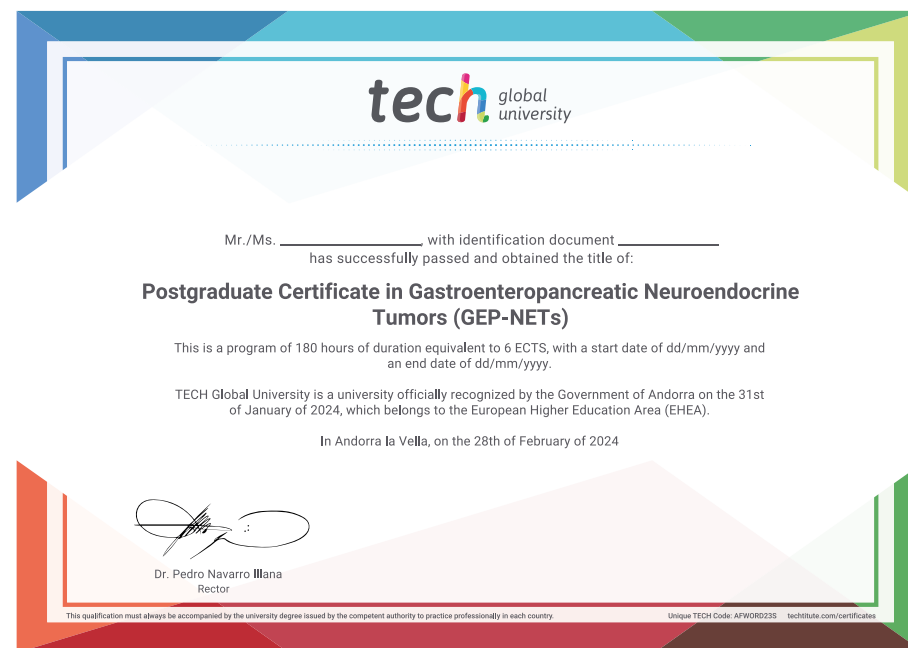 tech global
university
Mr./Ms. ____________________, with identification document ______________
has successfully passed and obtained the title of:
Postgraduate Certificate in Gastroenteropancreatic Neuroendocrine
Tumors (GEP-NETs)
This is a program of 180 hours of duration equivalent to 6 ECTS, with a start date of dd/mm/yyyy and
an end date of dd/mm/yyyy.
TECH Global University is a university officially recognized by the Government of Andorra on the 31st
of January of 2024, which belongs to the European Higher Education Area (EHEA).
In Andorra la Vella, on the 28th of February of 2024
Dr. Pedro Navarro Illana
Rector
This qualification must always be accompanied by the university degree issued by the competent authority to practice professionally in each country. Unique TECH Code: AFWORD23S techtitute.com/certificates